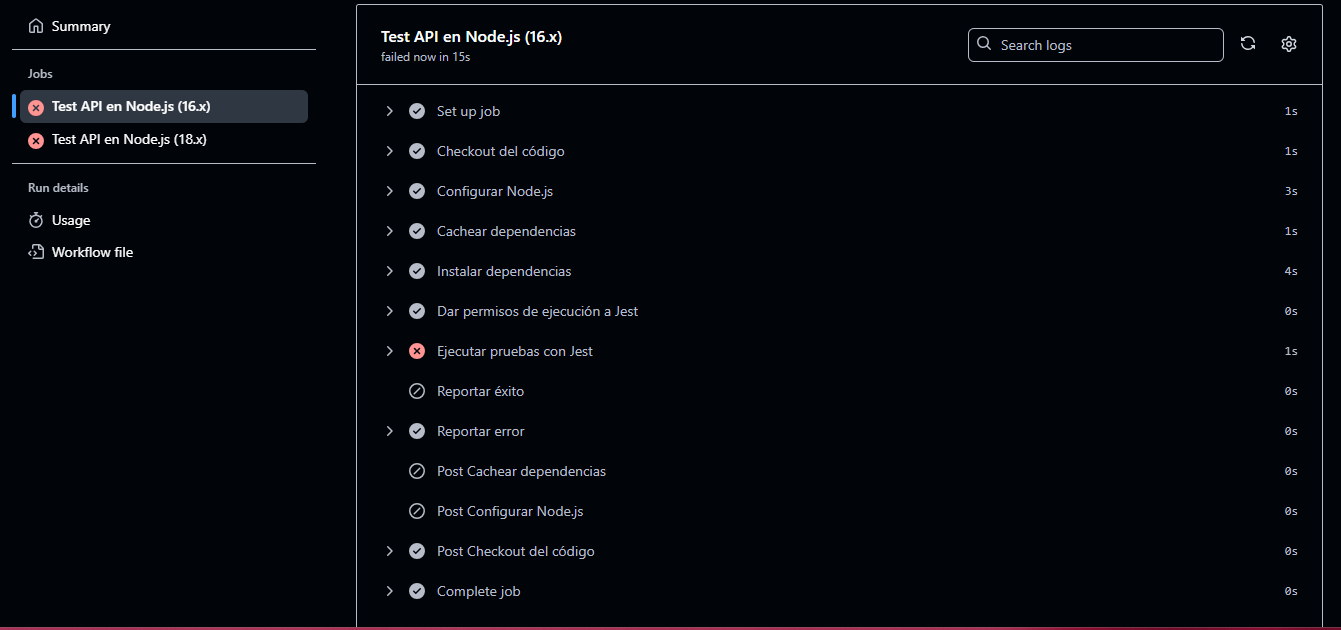 Summary
Jobs
Test API en Node.js (16.x)
Test API en Node.js (18.x)
Run details
Usage
Workflow file
Test API en Node.js (16.x)
failed now in 15s
Search logs
Set up job 1s
Checkout del código 1s
Configurar Node.js 3s
Cachear dependencias 1s
Instalar dependencias 4s
Dar permisos de ejecución a Jest 0s
Ejecutar pruebas con Jest 1s
Reportar éxito 0s
Reportar error 0s
Post Cachear dependencias 0s
Post Configurar Node.js 0s
Post Checkout del código 0s
Complete job 0s